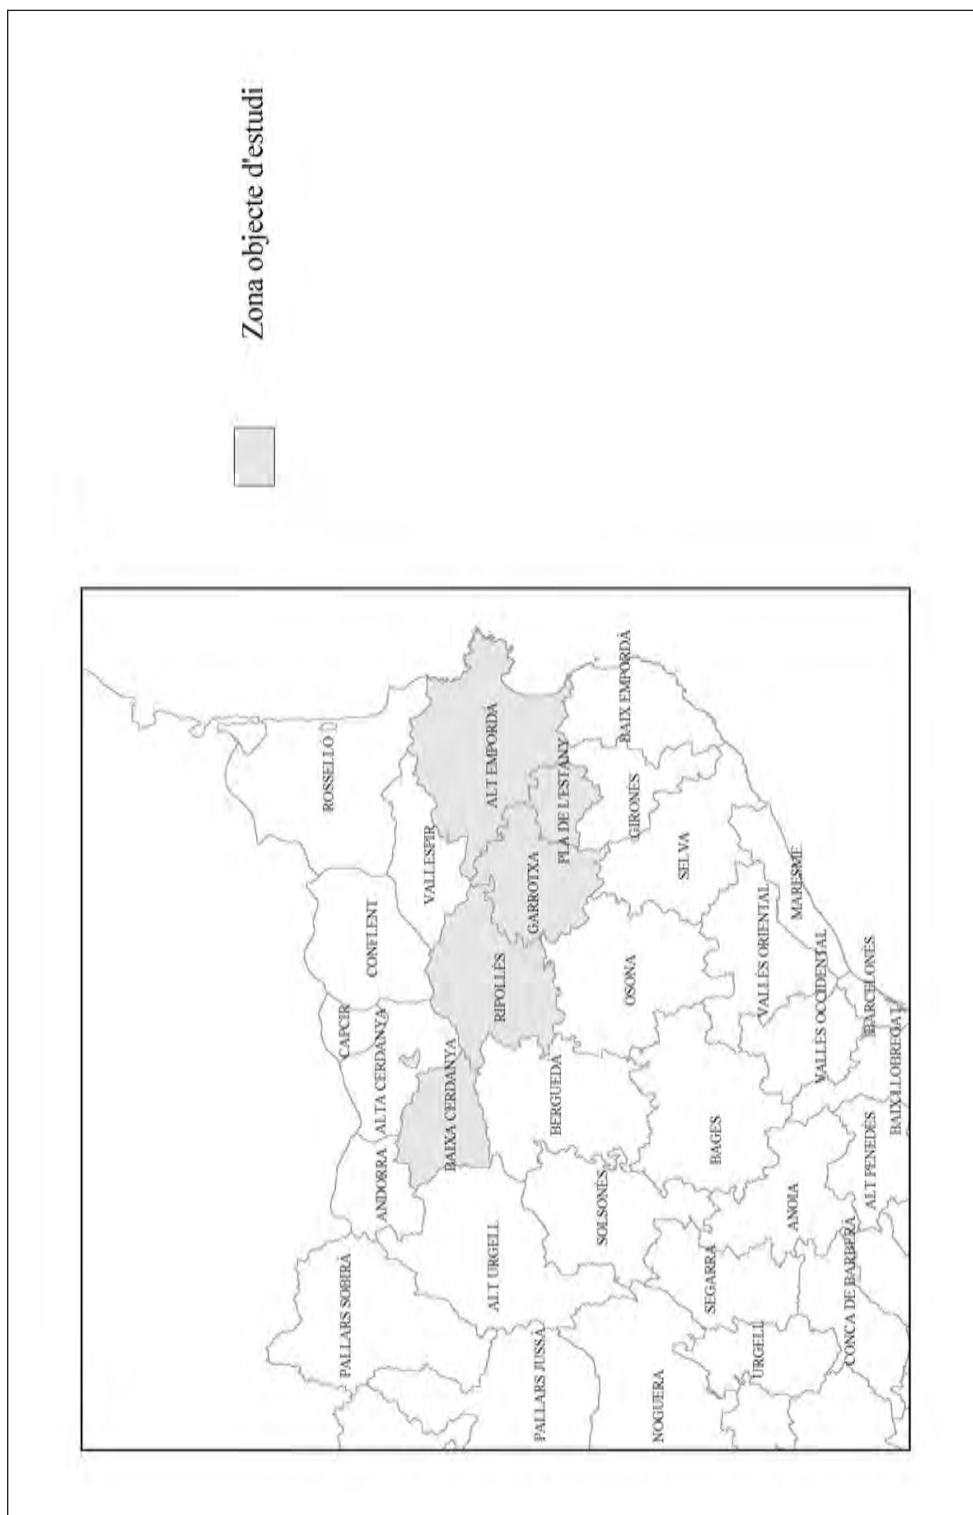 Zona objecte d'estudi
ROSSELLÓ
CAPCIR
CONFLENT
VALLESPIR
ALTA CERDANYA
ANDORRA
PALLARS SOBIRÀ
BAIXA CERDANYA
RIPOLLÈS
ALT EMPORDÀ
GARROTXA
PLA DE L'ESTANY
ALT URGELL
PALLARS JUSSÀ
BERGUEDÀ
SOLSONÈS
OSONA
GIRONÈS
BAIX EMPORDÀ
SELVA
NOGUERA
SEGARRA
BAGES
URGELL
ANOIA
VALLÈS ORIENTAL
MARESME
VALLÈS OCCIDENTAL
CONCA DE BARBERÀ
ALT PENEDÈS
BARCELONÈS
BAIX LLOBREGAT